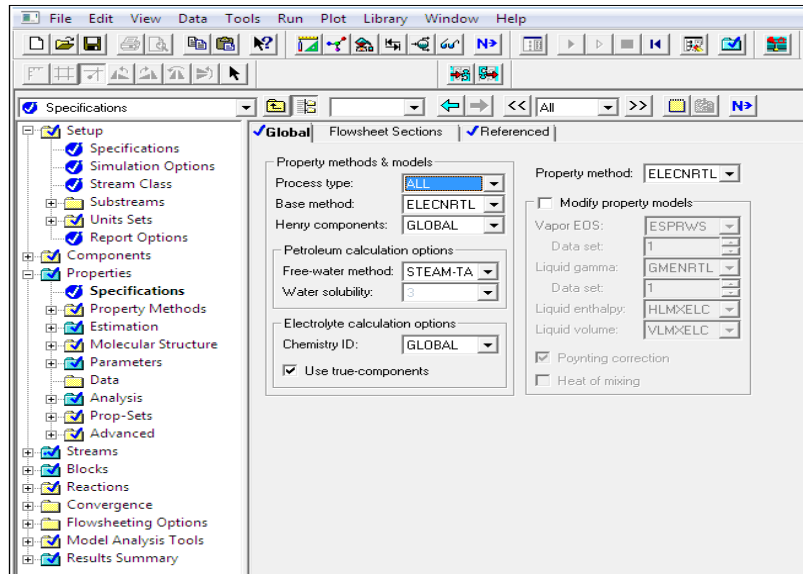 File Edit View Data Tools Run Plot Library Window Help
N>
Specifications
<< All >> N>
Setup
Specifications
Simulation Options
Stream Class
Substreams
Units Sets
Report Options
Components
Properties
Specifications
Property Methods
Estimation
Molecular Structure
Parameters
Data
Analysis
Prop-Sets
Advanced
Streams
Blocks
Reactions
Convergence
Flowsheeting Options
Model Analysis Tools
Results Summary
Global Flowsheet Sections Referenced
Property methods & models
Process type: ALL
Base method: ELECNRTL
Henry components: GLOBAL
Petroleum calculation options
Free-water method: STEAM-TA
Water solubility: 3
Electrolyte calculation options
Chemistry ID: GLOBAL
Use true-components
Property method: ELECNRTL
Modify property models
Vapor EOS: ESPRWS
Data set: 1
Liquid gamma: GMENRTL
Data set: 1
Liquid enthalpy: HLMXELC
Liquid volume: VLMXELC
Poynting correction
Heat of mixing